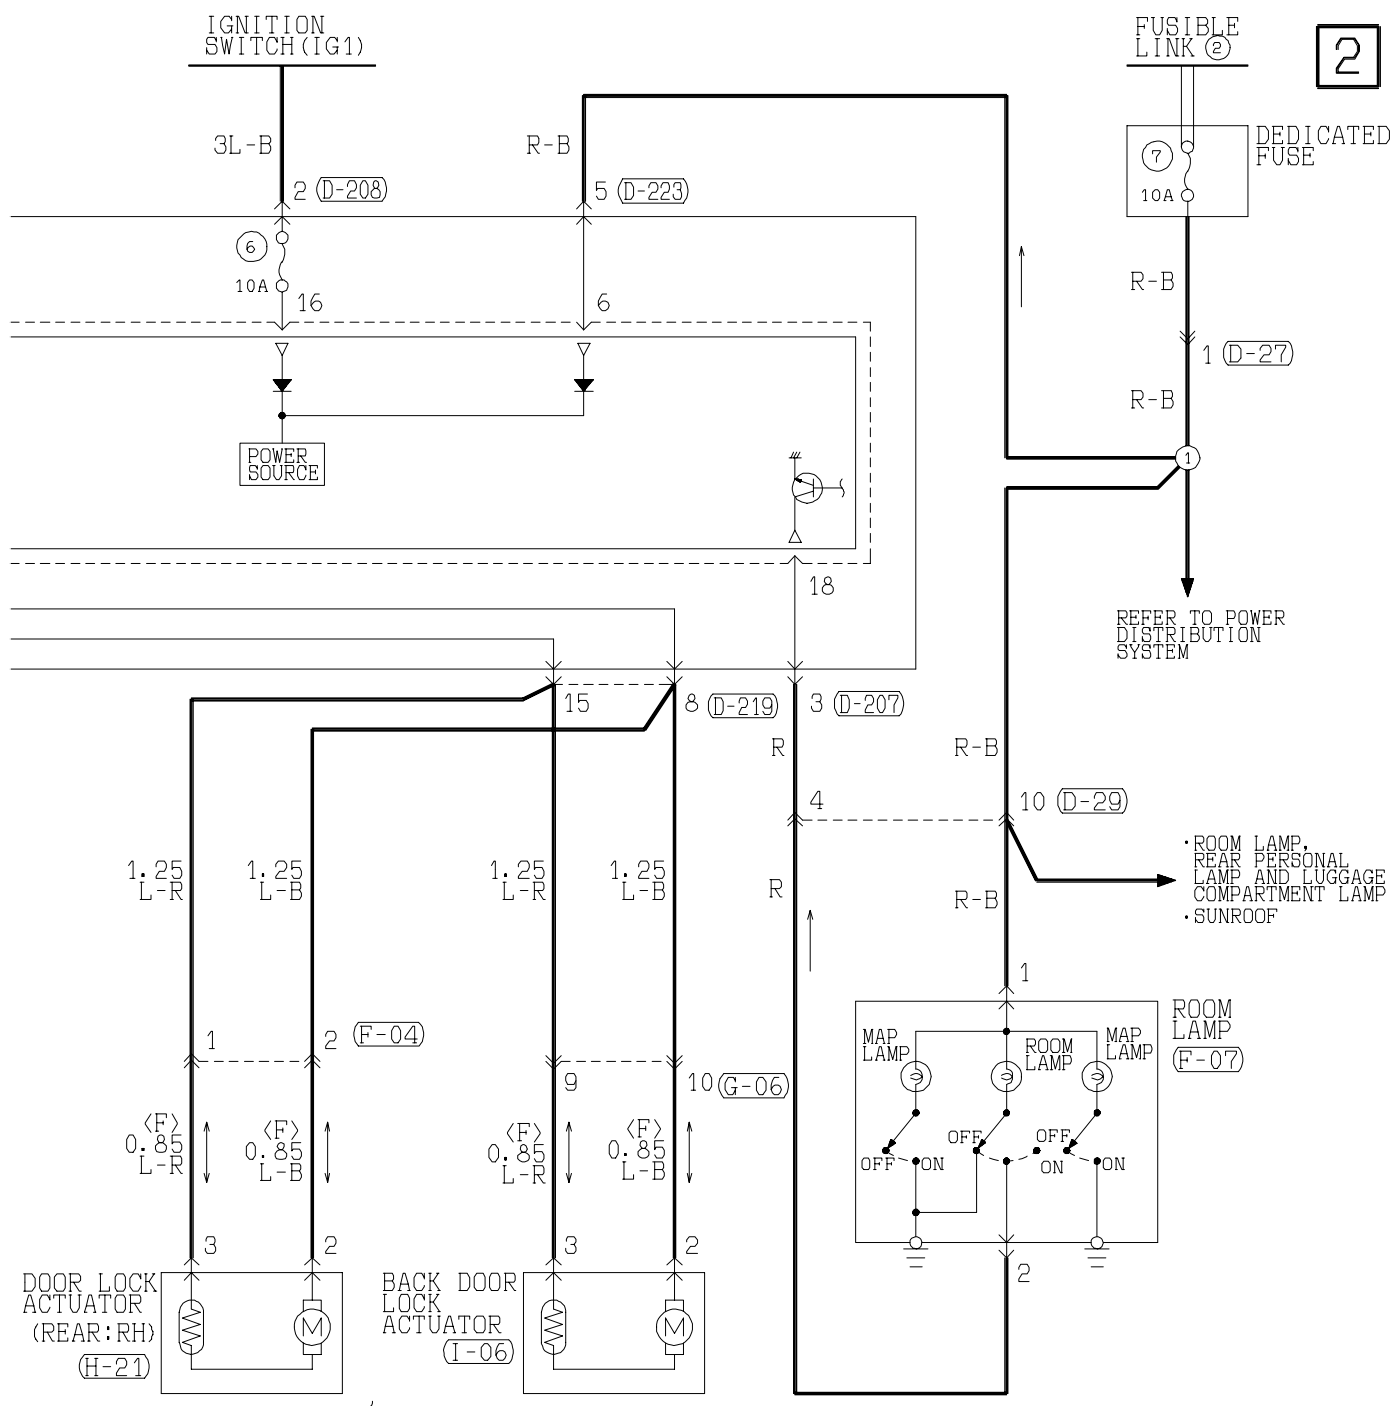 IGNITION
SWITCH(IG1)
FUSIBLE
LINK 2
2
3L-B
R-B
7
10A
DEDICATED
FUSE
2 D-208
5 D-223
6
10A
16
6
R-B
1 D-27
R-B
POWER
SOURCE
1
18
REFER TO POWER
DISTRIBUTION
SYSTEM
15
8 D-219
3 D-207
R
R-B
4
10 D-29
·ROOM LAMP,
REAR PERSONAL
LAMP AND LUGGAGE
COMPARTMENT LAMP
·SUNROOF
1.25
L-R
1.25
L-B
1.25
L-R
1.25
L-B
R
R-B
1
ROOM
LAMP
F-07
MAP
LAMP
ROOM
LAMP
MAP
LAMP
1
2 F-04
9
10 G-06
<F>
0.85
L-R
<F>
0.85
L-B
<F>
0.85
L-R
<F>
0.85
L-B
OFF
ON
OFF
ON
OFF
ON
3
2
3
2
2
DOOR LOCK
ACTUATOR
(REAR:RH)
H-21
M
BACK DOOR
LOCK
ACTUATOR
I-06
M